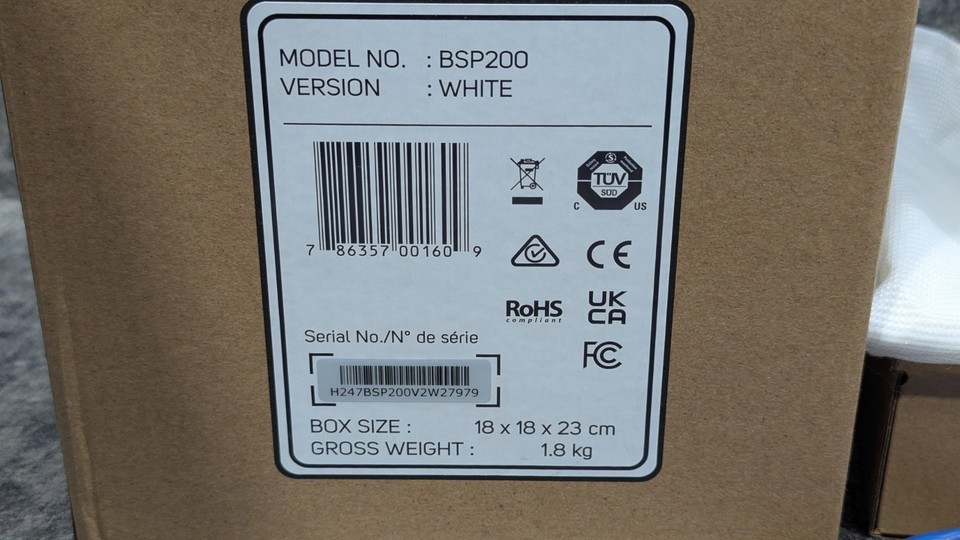 MODEL NO. : BSP200
VERSION : WHITE
7 86357 00160 9
TÜV
SÜD
C US
CE
RoHS
compliant
UK
CA
FC
Serial No./N° de série
H247BSP200V2W27979
BOX SIZE : 18 x 18 x 23 cm
GROSS WEIGHT : 1.8 kg